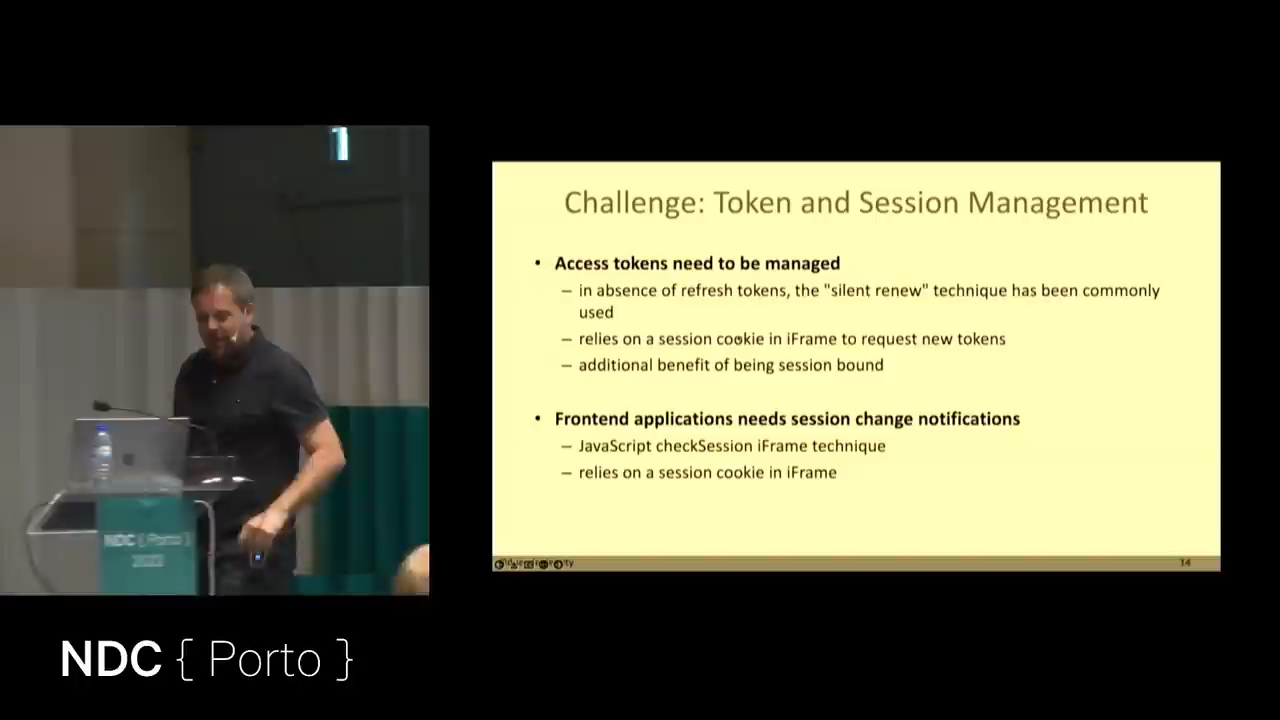 Challenge: Token and Session Management
• Access tokens need to be managed
– in absence of refresh tokens, the "silent renew" technique has been commonly
used
– relies on a session cookie in iFrame to request new tokens
– additional benefit of being session bound
• Frontend applications needs session change notifications
– JavaScript checkSession iFrame technique
– relies on a session cookie in iFrame
14
NDC { Porto }
2022
NDC { Porto }